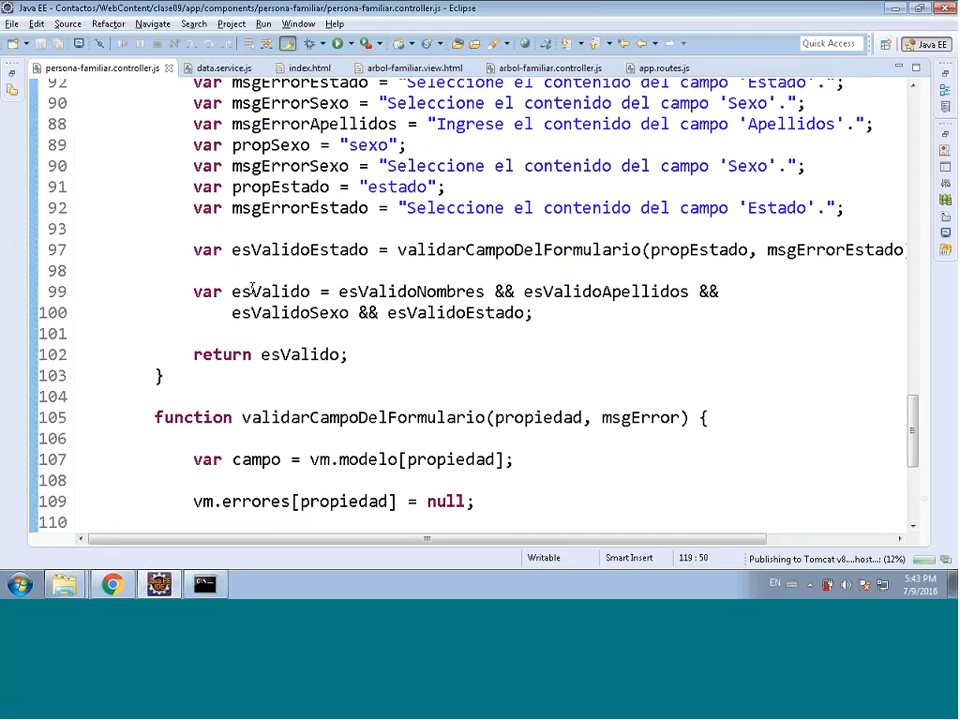 Java EE - Contactos/WebContent/clase09/app/components/persona-familiar/persona-familiar.controller.js - Eclipse
File Edit Source Refactor Navigate Search Project Run Window Help
Quick Access Java EE
persona-familiar.controller.js data.service.js index.html arbol-familiar.view.html arbol-familiar.controller.js app.routes.js
92 var msgErrorEstado = "Seleccione el contenido del campo 'Estado'.";
90 var msgErrorSexo = "Seleccione el contenido del campo 'Sexo'.";
88 var msgErrorApellidos = "Ingrese el contenido del campo 'Apellidos'.";
89 var propSexo = "sexo";
90 var msgErrorSexo = "Seleccione el contenido del campo 'Sexo'.";
91 var propEstado = "estado";
92 var msgErrorEstado = "Seleccione el contenido del campo 'Estado'.";
93
97 var esValidoEstado = validarCampoDelFormulario(propEstado, msgErrorEstado)
98
99 var esValido = esValidoNombres && esValidoApellidos &&
100 esValidoSexo && esValidoEstado;
101
102 return esValido;
103 }
104
105 function validarCampoDelFormulario(propiedad, msgError) {
106
107 var campo = vm.modelo[propiedad];
108
109 vm.errores[propiedad] = null;
110
Writable Smart Insert 119 : 50 Publishing to Tomcat v8....host...: (12%)
EN 5:43 PM
7/9/2016